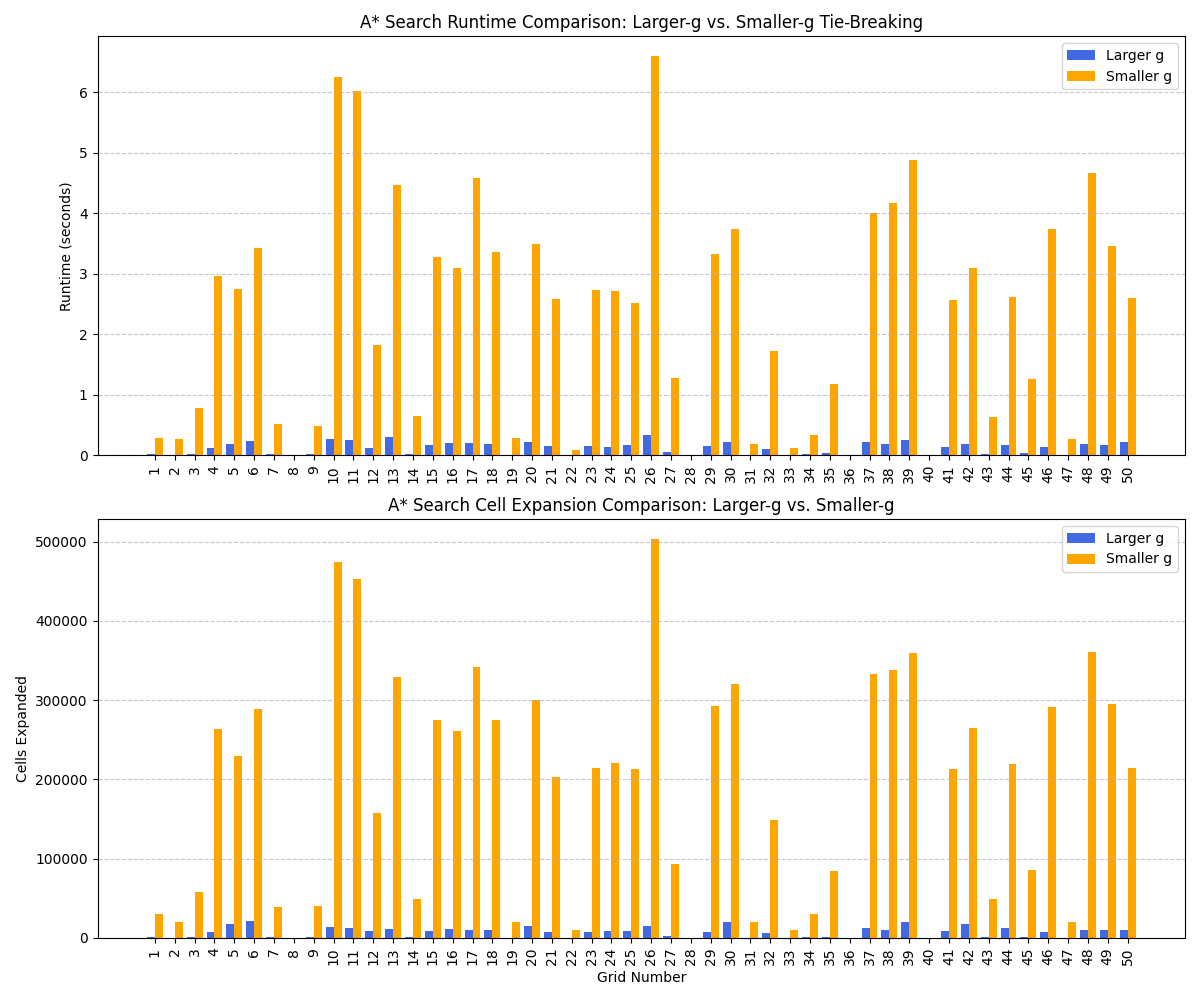 A* Search Runtime Comparison: Larger-g vs. Smaller-g Tie-Breaking
Larger g
Smaller g
Runtime (seconds)
6
5
4
3
2
1
0
1 2 3 4 5 6 7 8 9 10 11 12 13 14 15 16 17 18 19 20 21 22 23 24 25 26 27 28 29 30 31 32 33 34 35 36 37 38 39 40 41 42 43 44 45 46 47 48 49 50
A* Search Cell Expansion Comparison: Larger-g vs. Smaller-g
Larger g
Smaller g
Cells Expanded
500000
400000
300000
200000
100000
0
1 2 3 4 5 6 7 8 9 10 11 12 13 14 15 16 17 18 19 20 21 22 23 24 25 26 27 28 29 30 31 32 33 34 35 36 37 38 39 40 41 42 43 44 45 46 47 48 49 50
Grid Number